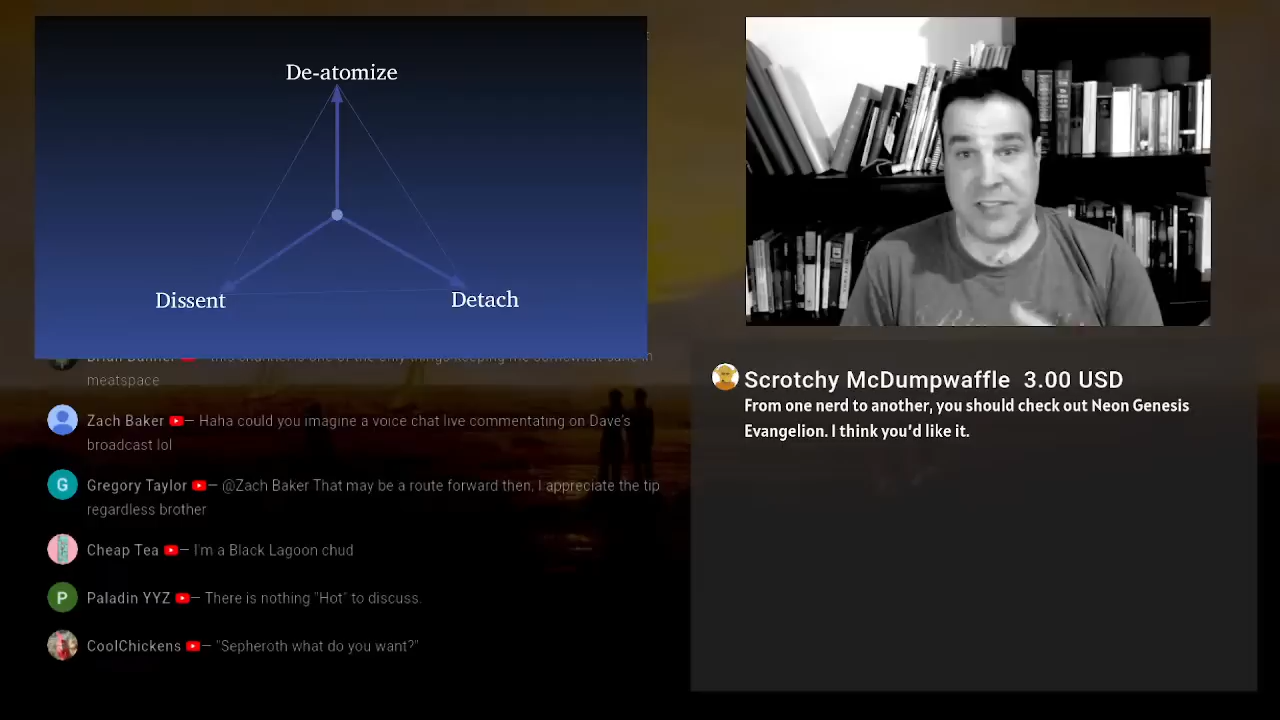 De-atomize
Dissent
Detach
meatspace
Zach Baker — Haha could you imagine a voice chat live commentating on Dave's
broadcast lol
G
Gregory Taylor — @Zach Baker That may be a route forward then, I appreciate the tip
regardless brother
Cheap Tea — I'm a Black Lagoon chud
P
Paladin YYZ — There is nothing "Hot" to discuss.
CoolChickens — "Sepheroth what do you want?"
Scrotchy McDumpwaffle 3.00 USD
From one nerd to another, you should check out Neon Genesis
Evangelion. I think you'd like it.